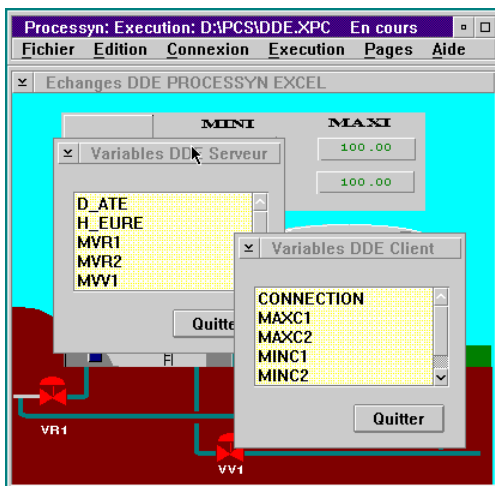 Processyn: Execution: D:\PCS\DDE.XPC En cours
Fichier Edition Connexion Execution Pages Aide
Echanges DDE PROCESSYN EXCEL
MINI MAXI
100.00
100.00
Variables DDE Serveur
D_ATE
H_EURE
MVR1
MVR2
MVV1
Quitte
Variables DDE Client
CONNECTION
MAXC1
MAXC2
MINC1
MINC2
Quitter
VR1
VV1